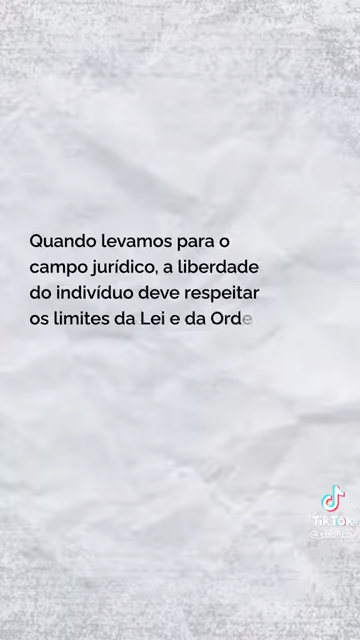 Quando levamos para o
campo jurídico, a liberdade
do indivíduo deve respeitar
os limites da Lei e da Orde
TikTok